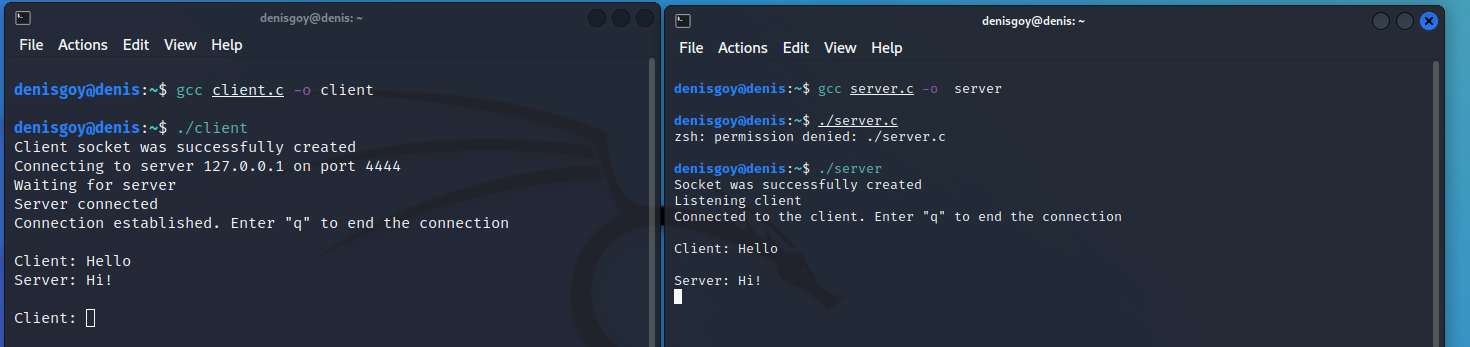 denisgoy@denis: ~
File Actions Edit View Help
denisgoy@denis:~$ gcc client.c -o client
denisgoy@denis:~$ ./client
Client socket was successfully created
Connecting to server 127.0.0.1 on port 4444
Waiting for server
Server connected
Connection established. Enter "q" to end the connection
Client: Hello
Server: Hi!
Client:
denisgoy@denis: ~
File Actions Edit View Help
denisgoy@denis:~$ gcc server.c -o  server
denisgoy@denis:~$ ./server.c
zsh: permission denied: ./server.c
denisgoy@denis:~$ ./server
Socket was successfully created
Listening client
Connected to the client. Enter "q" to end the connection
Client: Hello
Server: Hi!